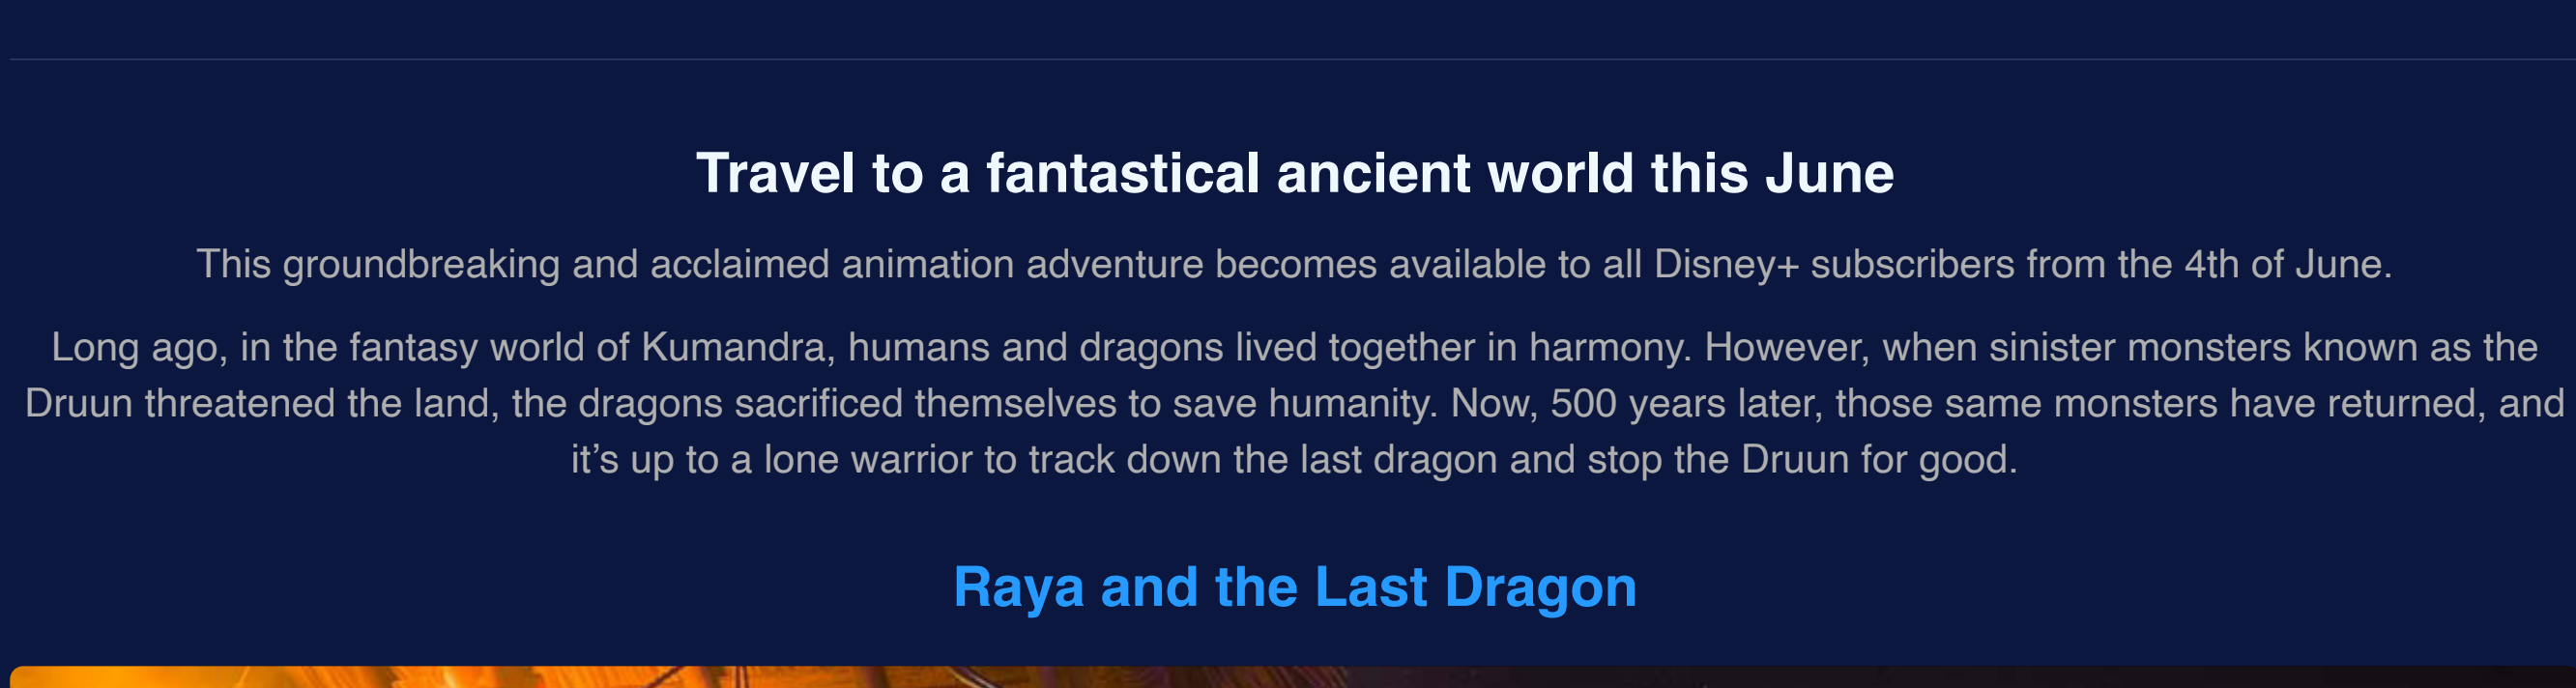 Travel to a fantastical ancient world this June
This groundbreaking and acclaimed animation adventure becomes available to all Disney+ subscribers from the 4th of June.
Long ago, in the fantasy world of Kumandra, humans and dragons lived together in harmony. However, when sinister monsters known as the
Druun threatened the land, the dragons sacrificed themselves to save humanity. Now, 500 years later, those same monsters have returned, and
it’s up to a lone warrior to track down the last dragon and stop the Druun for good.
Raya and the Last Dragon